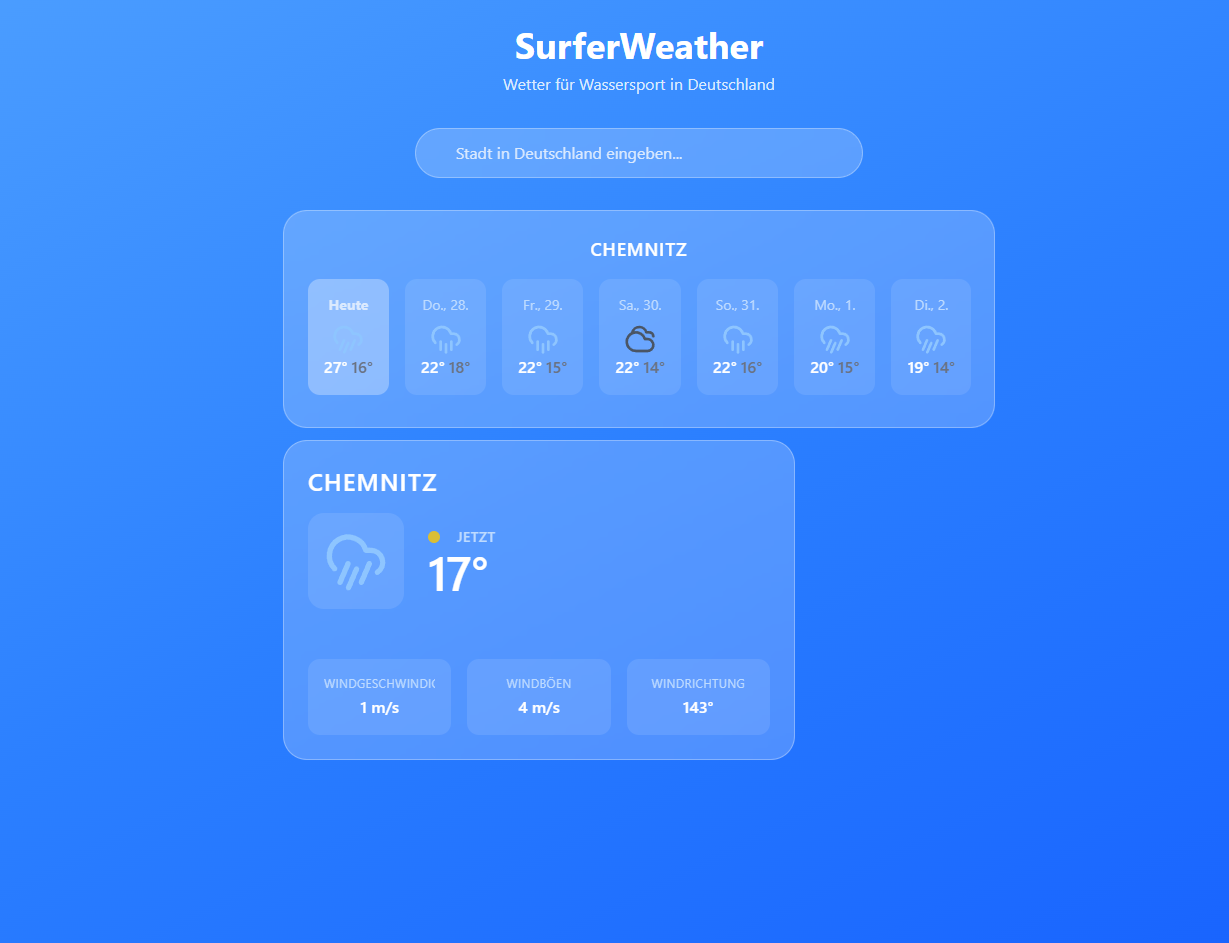 SurferWeather
Wetter für Wassersport in Deutschland
Stadt in Deutschland eingeben...
CHEMNITZ
Heute Do., 28. Fr., 29. Sa., 30. So., 31. Mo., 1. Di., 2.
27° 16° 22° 18° 22° 15° 22° 14° 22° 16° 20° 15° 19° 14°
CHEMNITZ
JETZT
17°
WINDGESCHWINDIG WINDBÖEN WINDRICHTUNG
1 m/s 4 m/s 143°